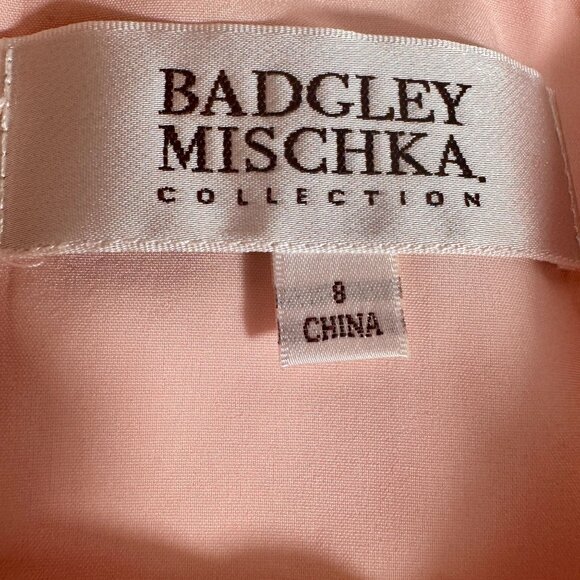 BADGLEY
MISCHKA.
COLLECTION
8
CHINA